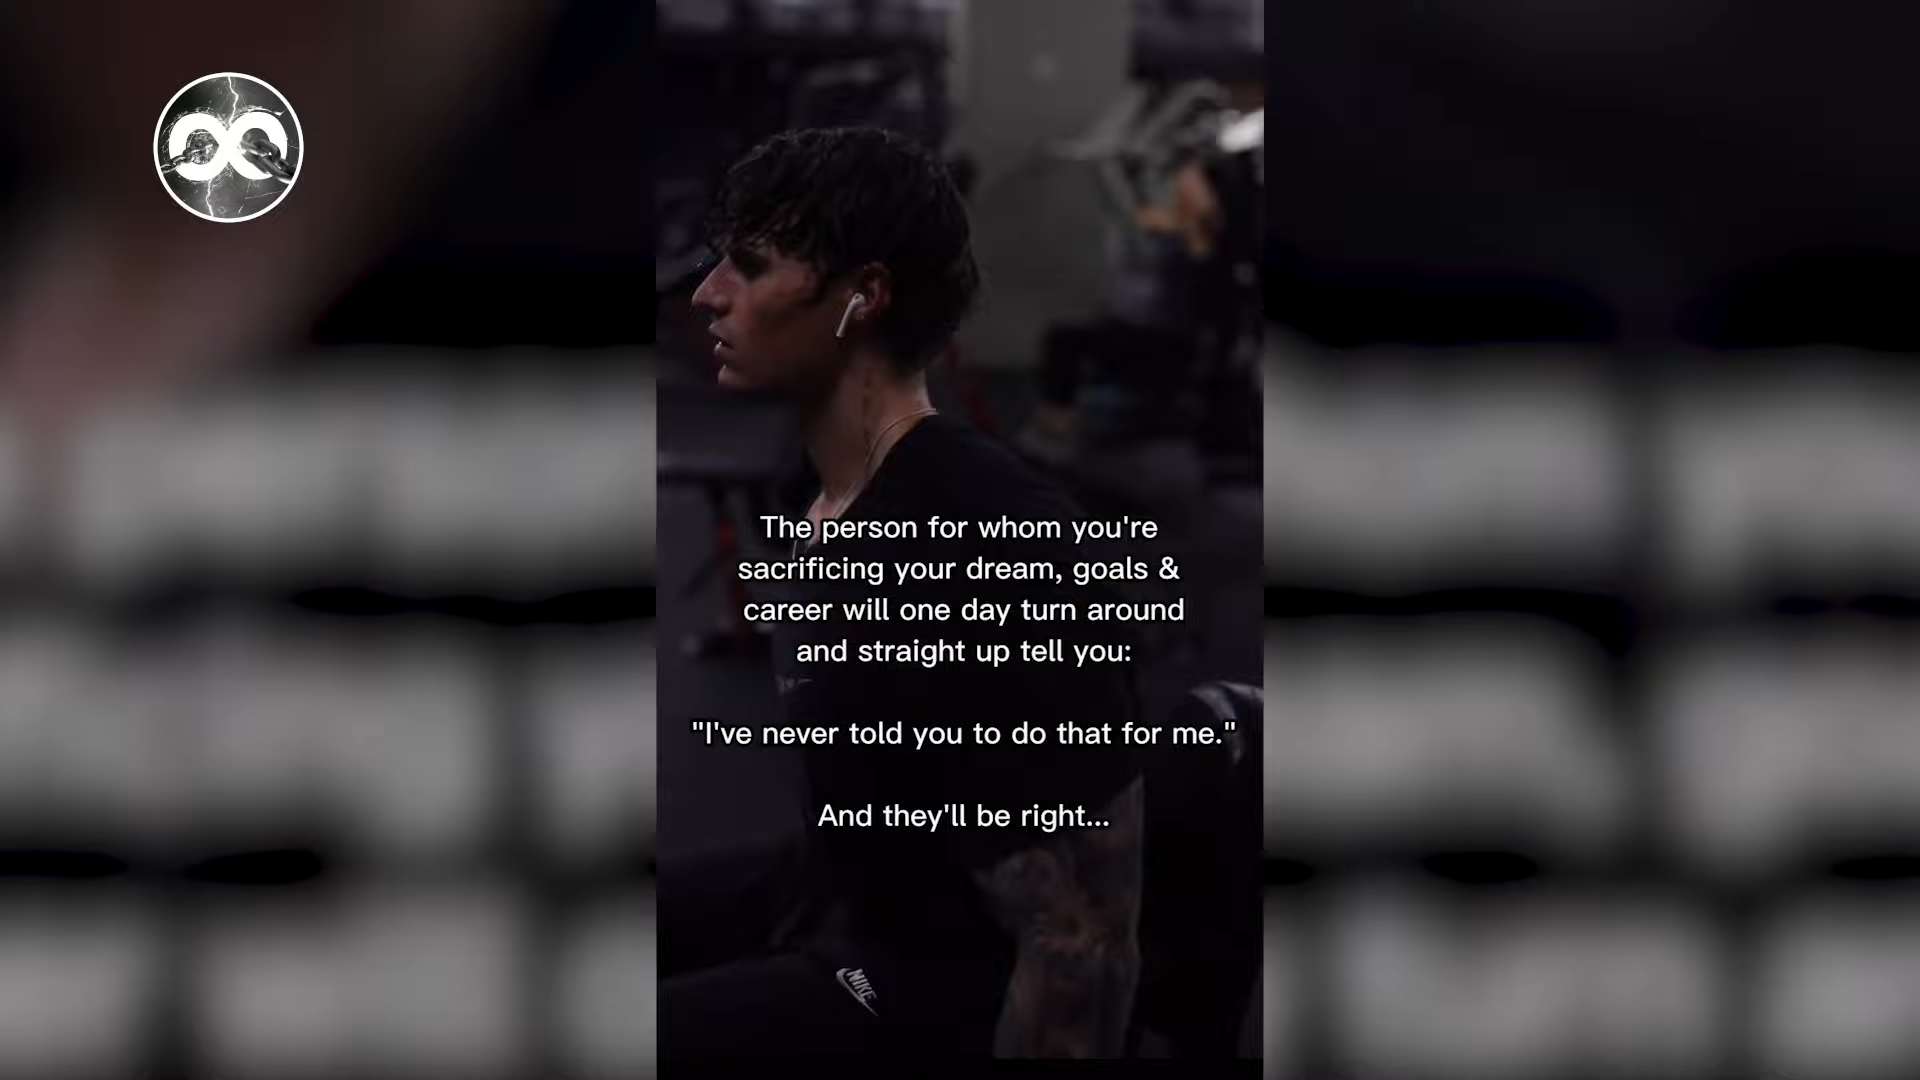 The person for whom you're
sacrificing your dream, goals &
career will one day turn around
and straight up tell you:
"I've never told you to do that for me."
And they'll be right...
NIKE